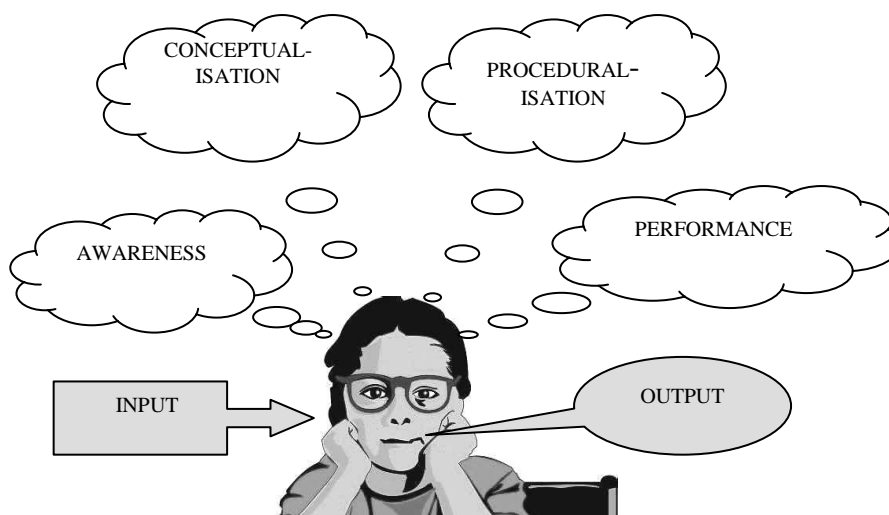 CONCEPTUAL-
ISATION
PROCEDURAL-
ISATION
AWARENESS
PERFORMANCE
INPUT
OUTPUT